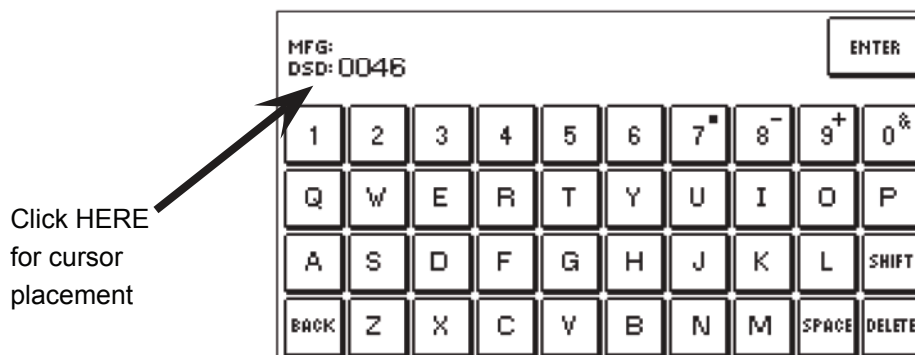 MFG:
DSD: 0046
ENTER
1 2 3 4 5 6 7■ 8− 9+ 0&
Q W E R T Y U I O P
A S D F G H J K L SHIFT
BACK Z X C V B N M SPACE DELETE
Click HERE
for cursor
placement